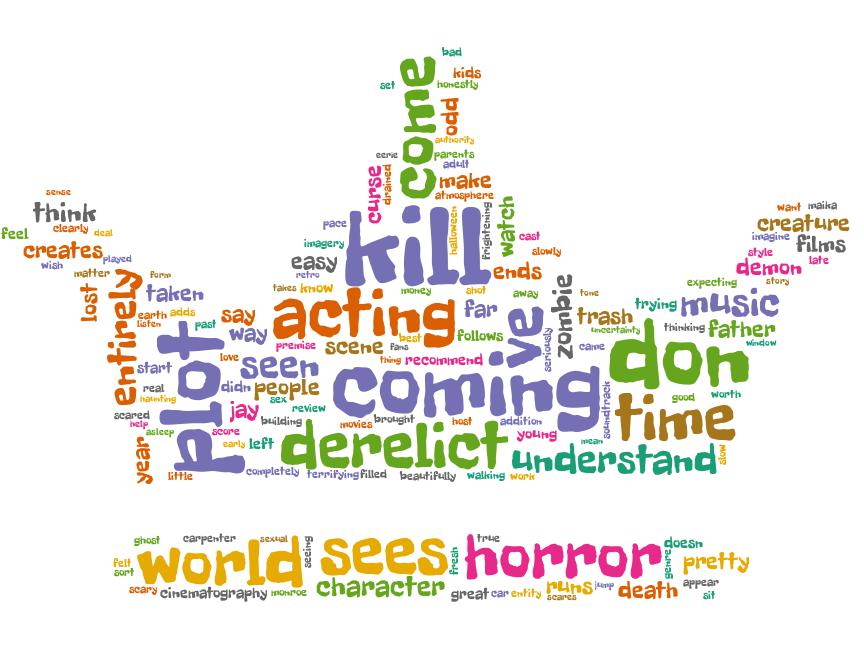 bad
come
kids
set
honestly
odd
authority
eerie
parents
adult
curse
drained
make
atmosphere
sense
think
clearly
deal
feel
creates
played
wish
matter
form
lost
entirely
taken
earth
adds
listen
past
pace
imagery
easy
retro
kill
halloween
frightening
watch
cast
slowly
ends
want
maika
creature
imagine
films
style
late
demon
story
expecting
takes
know
money
shot
away
zombie
tone
trying
music
say
way
acting
far
best
follows
ve
seriously
trash
uncertainty
thinking
father
window
premise
scene
fans
came
don
plot
start
love
seen
thing
recommend
real
haunting
didn
people
sex
review
coming
soundtrack
good
worth
time
scared
help
asleep
jay
building
movies
brought
host
addition
score
early
left
derelict
young
mean
understand
slow
year
little
completely
terrifying
filled
beautifully
walking
work
ghost
carpenter
sexual
seeing
true
doesn
felt
sort
world
sees
fresh
horror
genre
pretty
scary
cinematography
monroe
character
great
car
entity
runs
scares
jump
death
appear
sit